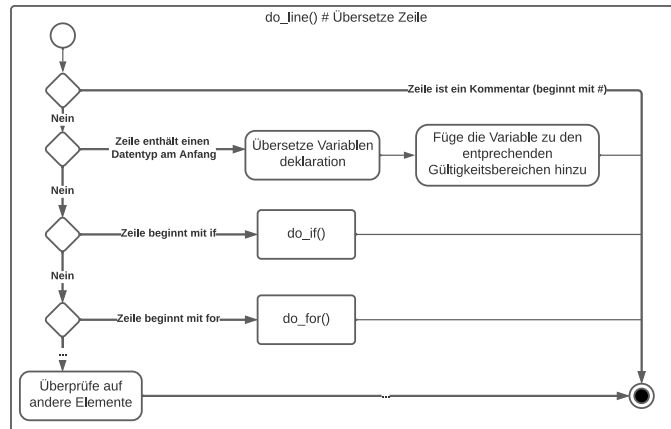 do_line() # Übersetze Zeile
Zeile ist ein Kommentar (beginnt mit #)
Nein
Zeile enthält einen
Datentyp am Anfang
Übersetze Variablen
deklaration
Füge die Variable zu den
entprechenden
Gültigkeitsbereichen hinzu
Nein
Zeile beginnt mit if
do_if()
Nein
Zeile beginnt mit for
do_for()
...
Überprüfe auf
andere Elemente
...